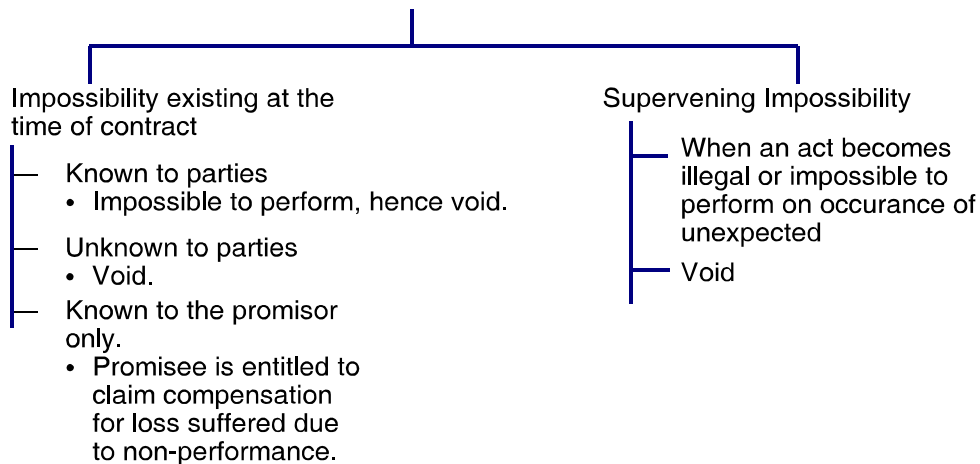 Impossibility existing at the
time of contract
Known to parties
• Impossible to perform, hence void.
Unknown to parties
• Void.
Known to the promisor
only.
• Promisee is entitled to
claim compensation
for loss suffered due
to non-performance.
Supervening Impossibility
When an act becomes
illegal or impossible to
perform on occurance of
unexpected
Void